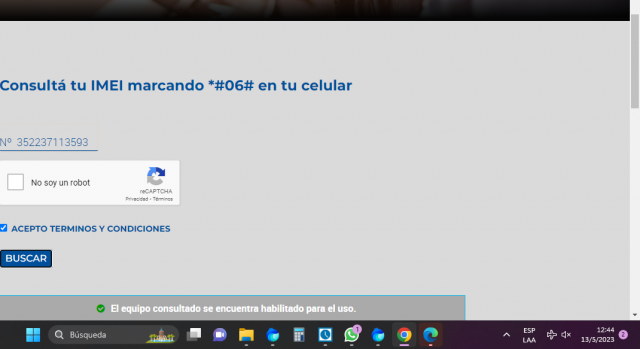 Consultá tu IMEI marcando *#06# en tu celular
Nº 352237113593
No soy un robot
reCAPTCHA
Privacidad - Términos
ACEPTO TERMINOS Y CONDICIONES
BUSCAR
El equipo consultado se encuentra habilitado para el uso.
Búsqueda
1
ESP
LAA
12:44
13/5/2023
2